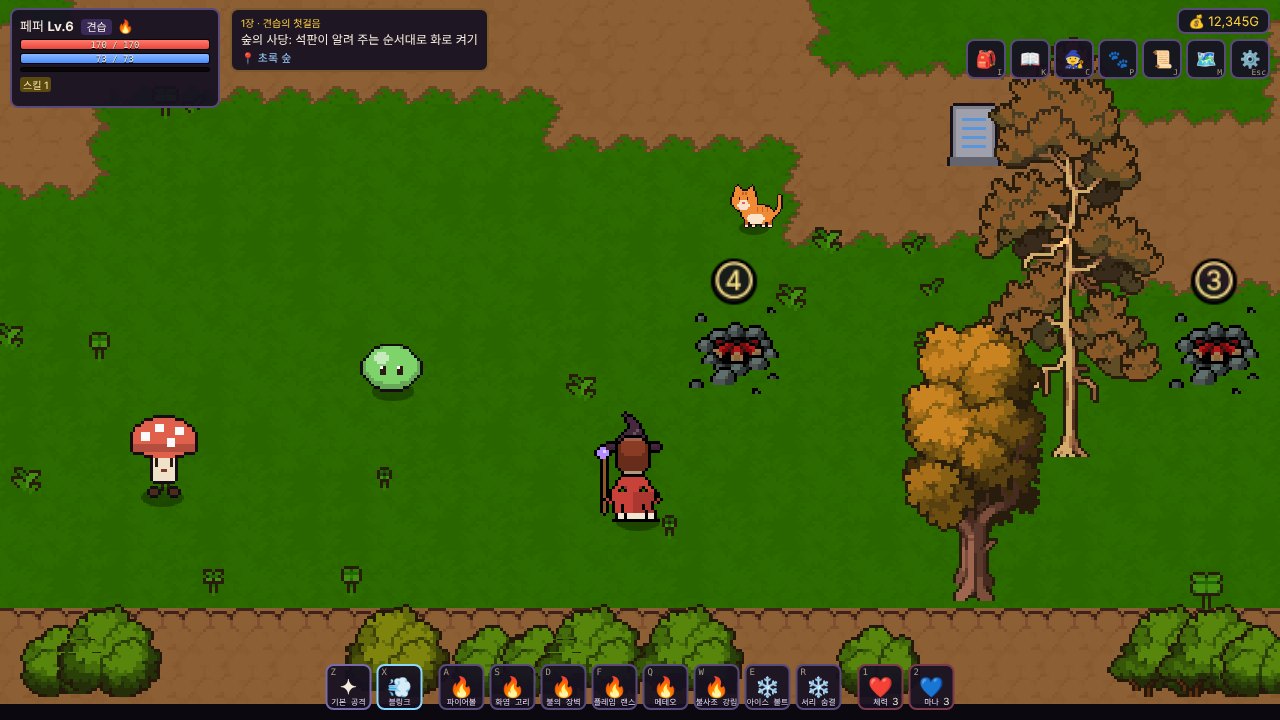 페퍼 Lv.6 견습
170 / 170
73 / 73
스킬 1
1장 · 견습의 첫걸음
숲의 사당: 석판이 알려 주는 순서대로 화로 켜기
초록 숲
12,345G
I K C P J M Esc
④ ③
Z X A S D F Q W E R 1 2
기본 공격 블링크 파이어볼 화염 고리 불의 장벽 플레임 랜스 메테오 불사조 강림 아이스 볼트 서리 숨결 체력 3 마나 3